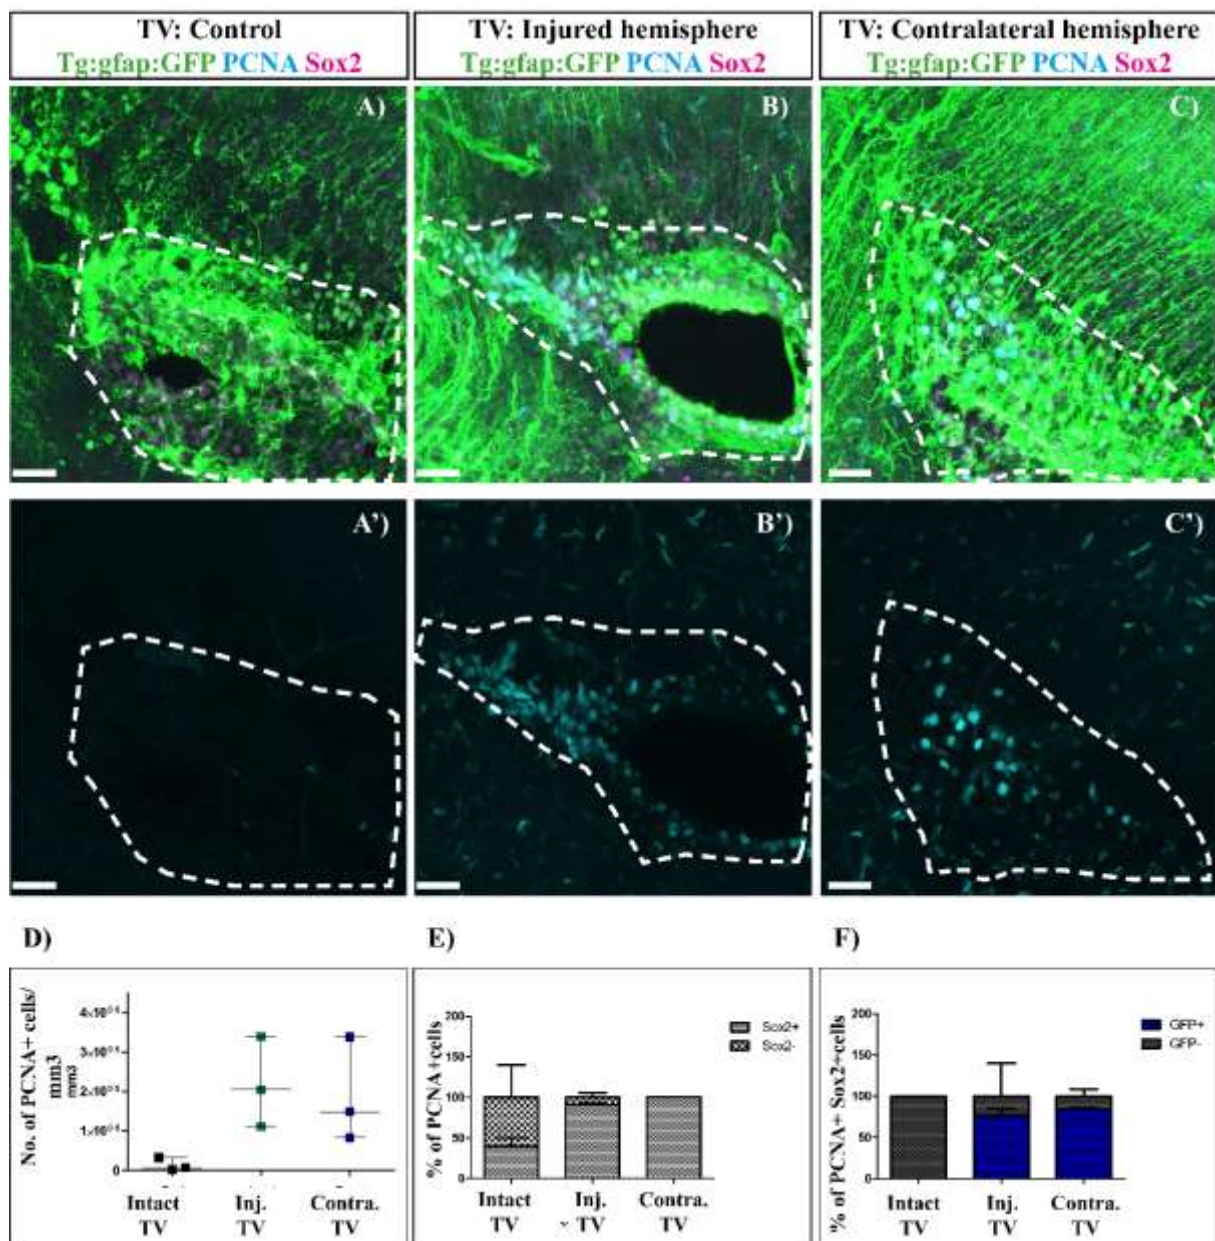 TV: Control
Tg:gfap:GFP PCNA Sox2
TV: Injured hemisphere
Tg:gfap:GFP PCNA Sox2
TV: Contralateral hemisphere
Tg:gfap:GFP PCNA Sox2
A)
B)
C)
A')
B')
C')
D)
E)
F)
No. of PCNA+ cells/
mm3
mm3
0
Intact
TV
Inj.
TV
Contra.
TV
% of PCNA+cells
200
150
100
50
0
Sox2+
Sox2-
Intact
TV
Inj.
TV
Contra.
TV
% of PCNA+ Sox2+cells
200
150
100
50
0
GFP+
GFP-
Intact
TV
Inj.
TV
Contra.
TV